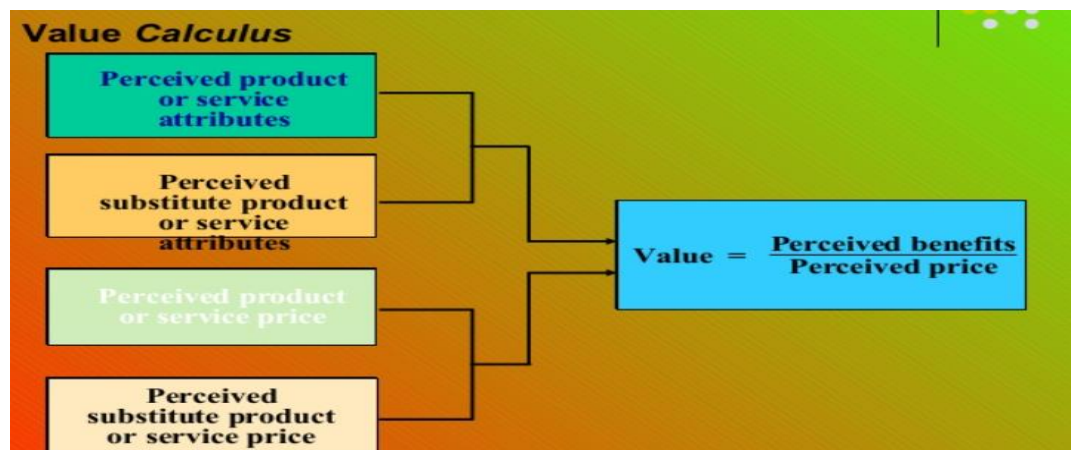 Value Calculus
Perceived product
or service
attributes
Perceived
substitute product
or service
attributes
Perceived product
or service price
Perceived
substitute product
or service price
Value = Perceived benefits
Perceived price